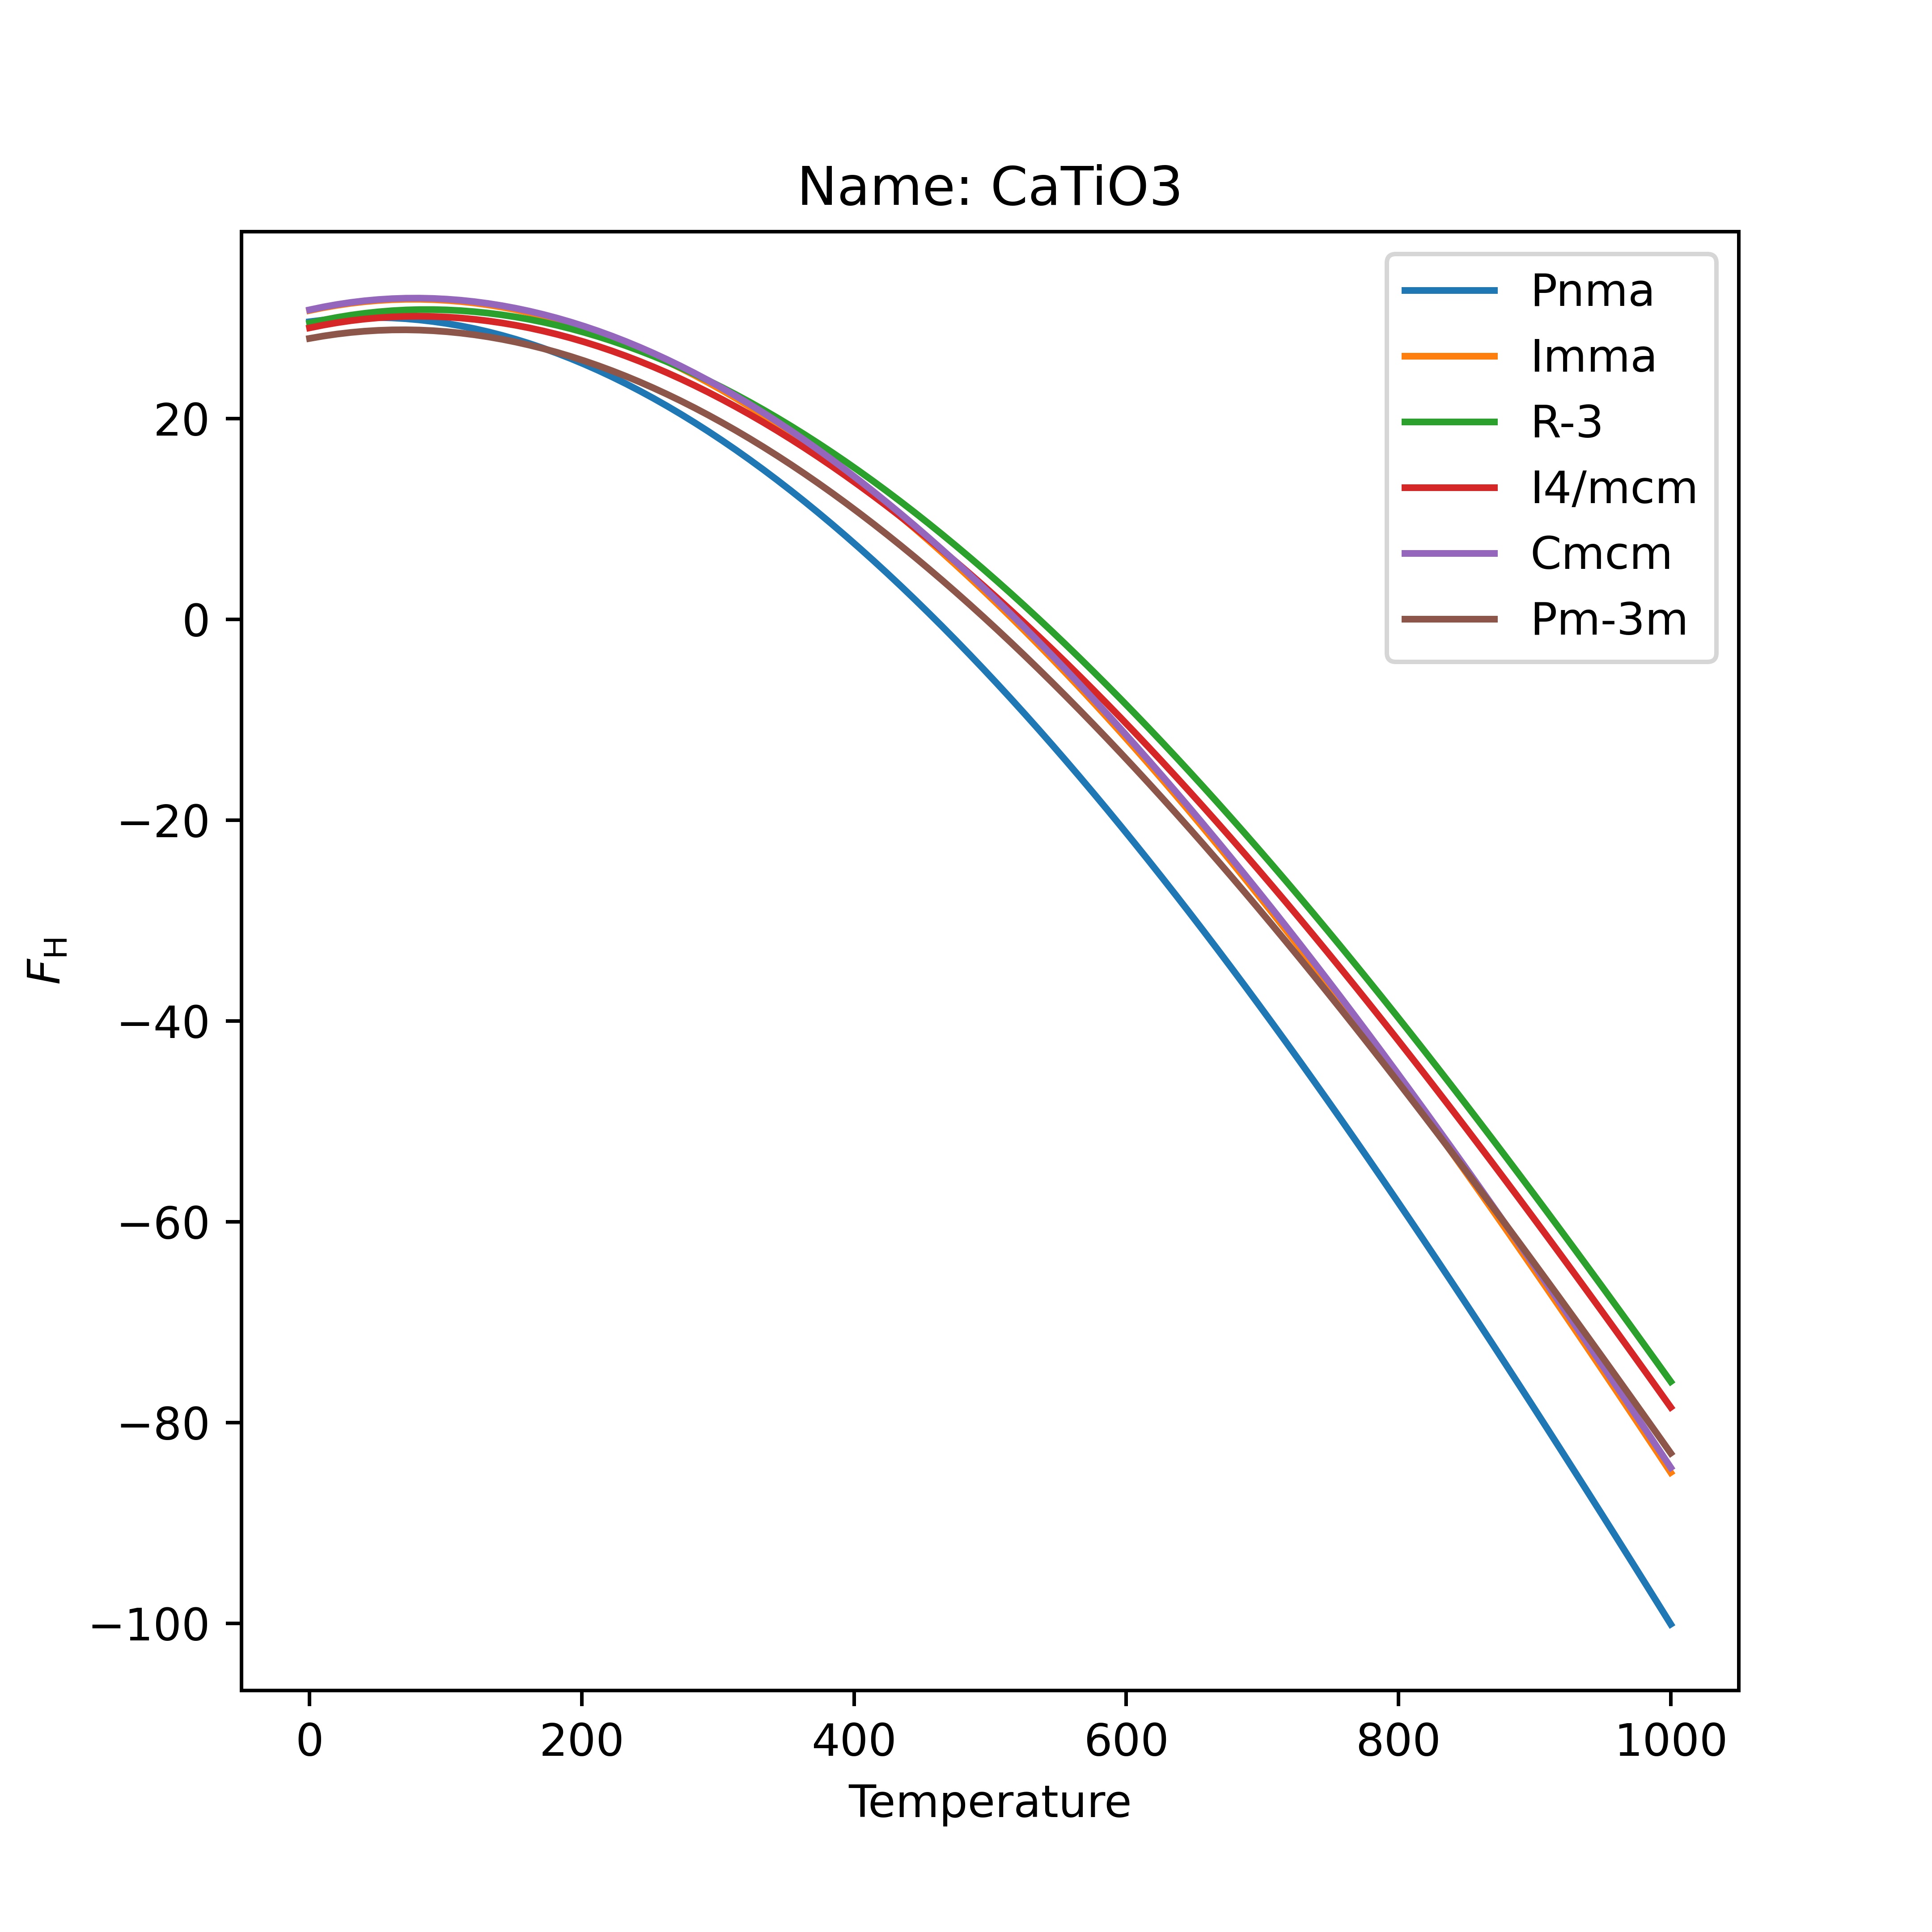 Name: CaTiO3
Pnma
Imma
R-3
I4/mcm
Cmcm
Pm-3m
20
0
−20
−40
−60
−80
−100
F_H
0 200 400 600 800 1000
Temperature